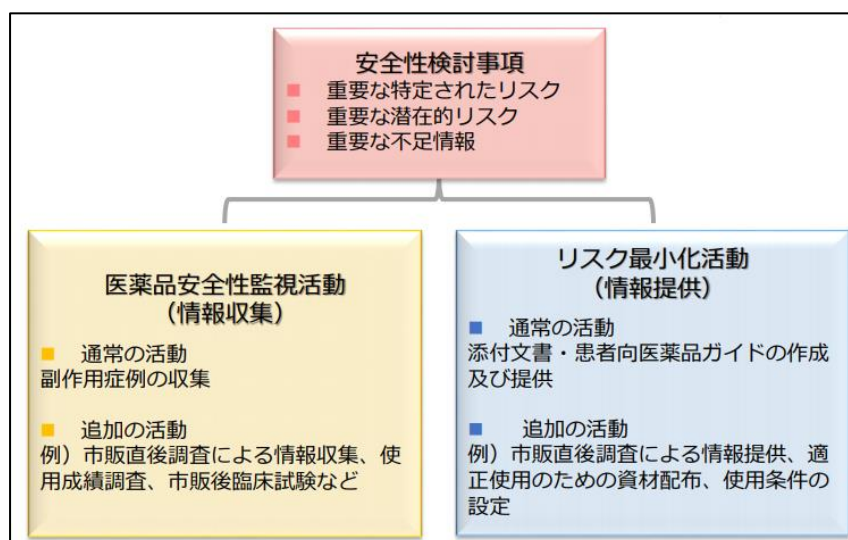 安全性検討事項
■ 重要な特定されたリスク
■ 重要な潜在的リスク
■ 重要な不足情報
医薬品安全性監視活動
（情報収集）
■ 通常の活動
副作用症例の収集
■ 追加の活動
例）市販直後調査による情報収集、使
用成績調査、市販後臨床試験など
リスク最小化活動
（情報提供）
■ 通常の活動
添付文書・患者向医薬品ガイドの作成
及び提供
■ 追加の活動
例）市販直後調査による情報提供、適
正使用のための資材配布、使用条件の
設定